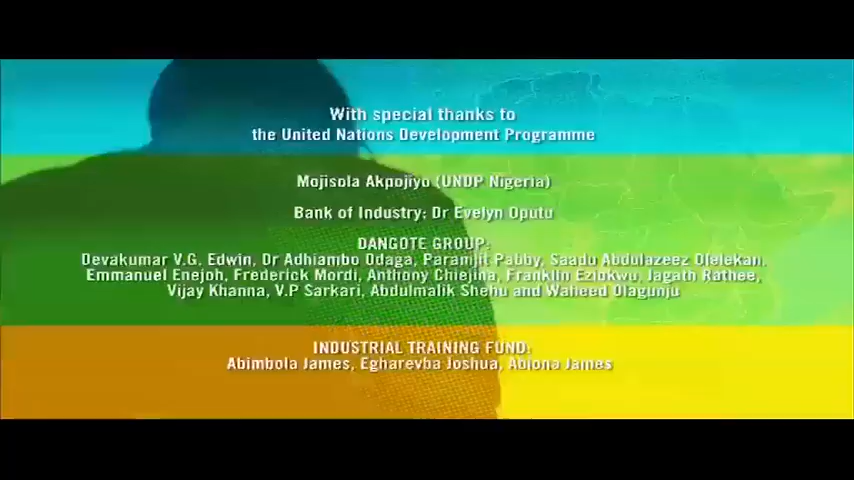 With special thanks to
the United Nations Development Programme
Mojisola Akpojiyo (UNDP Nigeria)
Bank of Industry: Dr Evelyn Oputu
DANGOTE GROUP:
Devakumar V.G. Edwin, Dr Adhiambo Odaga, Paramjit Pabby, Saadu Abdulazeez Olelekan,
Emmanuel Enejoh, Frederick Mordi, Anthony Chiejina, Franklin Eziokwu, Jagath Rathee,
Vijay Khanna, V.P Sarkari, Abdulmalik Shehu and Waheed Olagunju
INDUSTRIAL TRAINING FUND:
Abimbola James, Egharevba Joshua, Abiona James